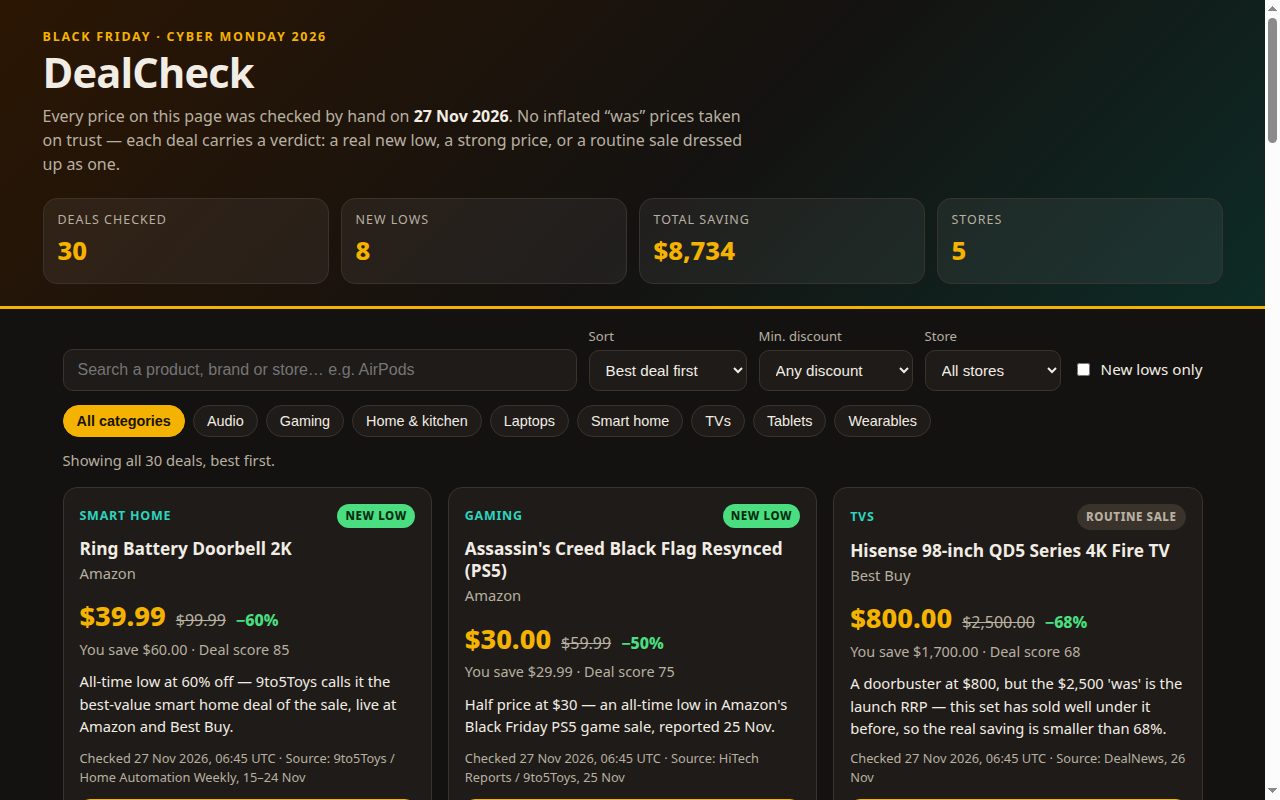 BLACK FRIDAY · CYBER MONDAY 2026
DealCheck
Every price on this page was checked by hand on 27 Nov 2026. No inflated “was” prices taken
on trust — each deal carries a verdict: a real new low, a strong price, or a routine sale dressed
up as one.
DEALS CHECKED
30
NEW LOWS
8
TOTAL SAVING
$8,734
STORES
5
Search a product, brand or store… e.g. AirPods
Sort
Best deal first
Min. discount
Any discount
Store
All stores
New lows only
All categories
Audio
Gaming
Home & kitchen
Laptops
Smart home
TVs
Tablets
Wearables
Showing all 30 deals, best first.
SMART HOME
NEW LOW
Ring Battery Doorbell 2K
Amazon
$39.99 $99.99 −60%
You save $60.00 · Deal score 85
All-time low at 60% off — 9to5Toys calls it the
best-value smart home deal of the sale, live at
Amazon and Best Buy.
Checked 27 Nov 2026, 06:45 UTC · Source: 9to5Toys /
Home Automation Weekly, 15–24 Nov
GAMING
NEW LOW
Assassin's Creed Black Flag Resynced
(PS5)
Amazon
$30.00 $59.99 −50%
You save $29.99 · Deal score 75
Half price at $30 — an all-time low in Amazon's
Black Friday PS5 game sale, reported 25 Nov.
Checked 27 Nov 2026, 06:45 UTC · Source: HiTech
Reports / 9to5Toys, 25 Nov
TVS
ROUTINE SALE
Hisense 98-inch QD5 Series 4K Fire TV
Best Buy
$800.00 $2,500.00 −68%
You save $1,700.00 · Deal score 68
A doorbuster at $800, but the $2,500 'was' is the
launch RRP — this set has sold well under it
before, so the real saving is smaller than 68%.
Checked 27 Nov 2026, 06:45 UTC · Source: DealNews, 26
Nov